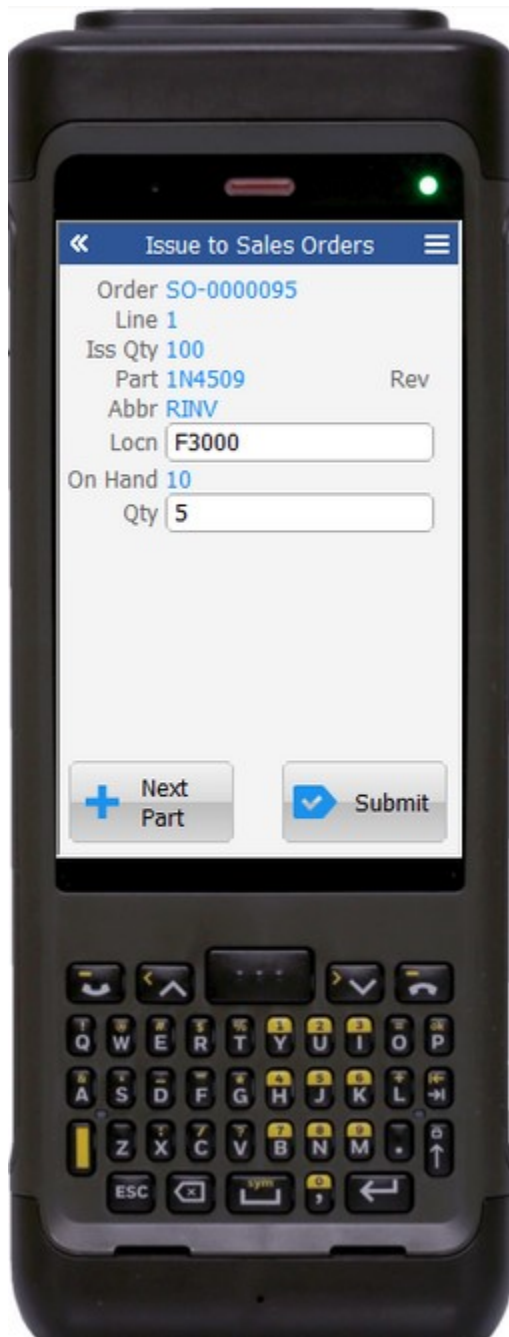 Issue to Sales Orders
Order SO-0000095
Line 1
Iss Qty 100
Part 1N4509 Rev
Abbr RINV
Locn F3000
On Hand 10
Qty 5
Next
Part
Submit
Q W E R T Y U I O P
A S D F G H J K L
Z X C V B N M .
ESC sym ,